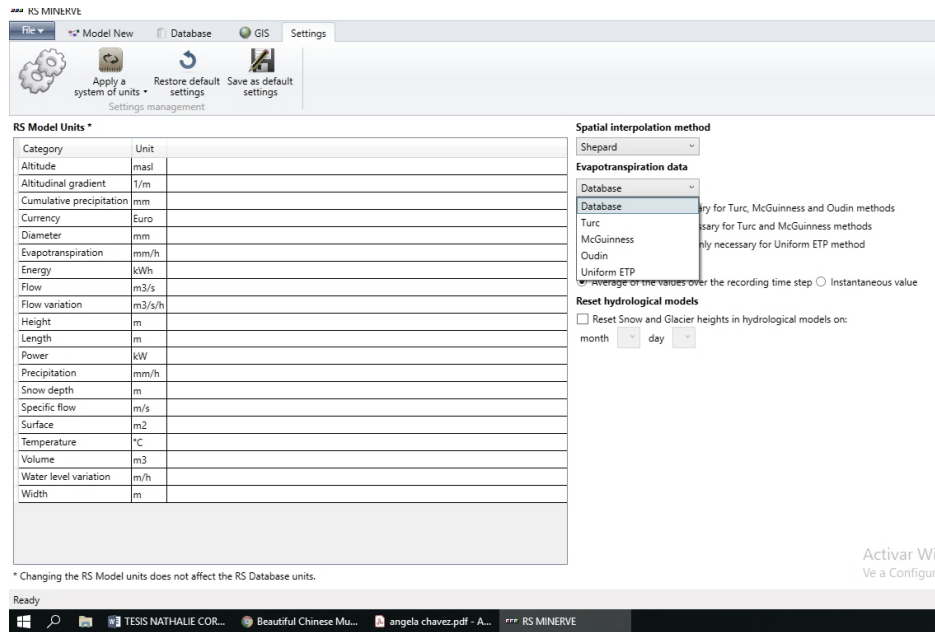 RS MINERVE
File
Model New
Database
GIS
Settings
Apply a system of units
Restore default settings
Save as default settings
Settings management
RS Model Units *
Category Unit
Altitude masl
Altitudinal gradient 1/m
Cumulative precipitation mm
Currency Euro
Diameter mm
Evapotranspiration mm/h
Energy kWh
Flow m3/s
Flow variation m3/s/h
Height m
Length m
Power kW
Precipitation mm/h
Snow depth m
Specific flow m/s
Surface m2
Temperature °C
Volume m3
Water level variation m/h
Width m
* Changing the RS Model units does not affect the RS Database units.
Spatial interpolation method
Shepard
Evapotranspiration data
Database
Database
Turc
McGuinness
Oudin
Uniform ETP
for Turc, McGuinness and Oudin methods
for Turc and McGuinness methods
necessary for Uniform ETP method
Average of the values over the recording time step
Instantaneous value
Reset hydrological models
Reset Snow and Glacier heights in hydrological models on:
month
day
Activar Wi
Ve a Configur
Ready
TESIS NATHALIE COR...
Beautiful Chinese Mu...
angela chavez.pdf - A...
RS MINERVE